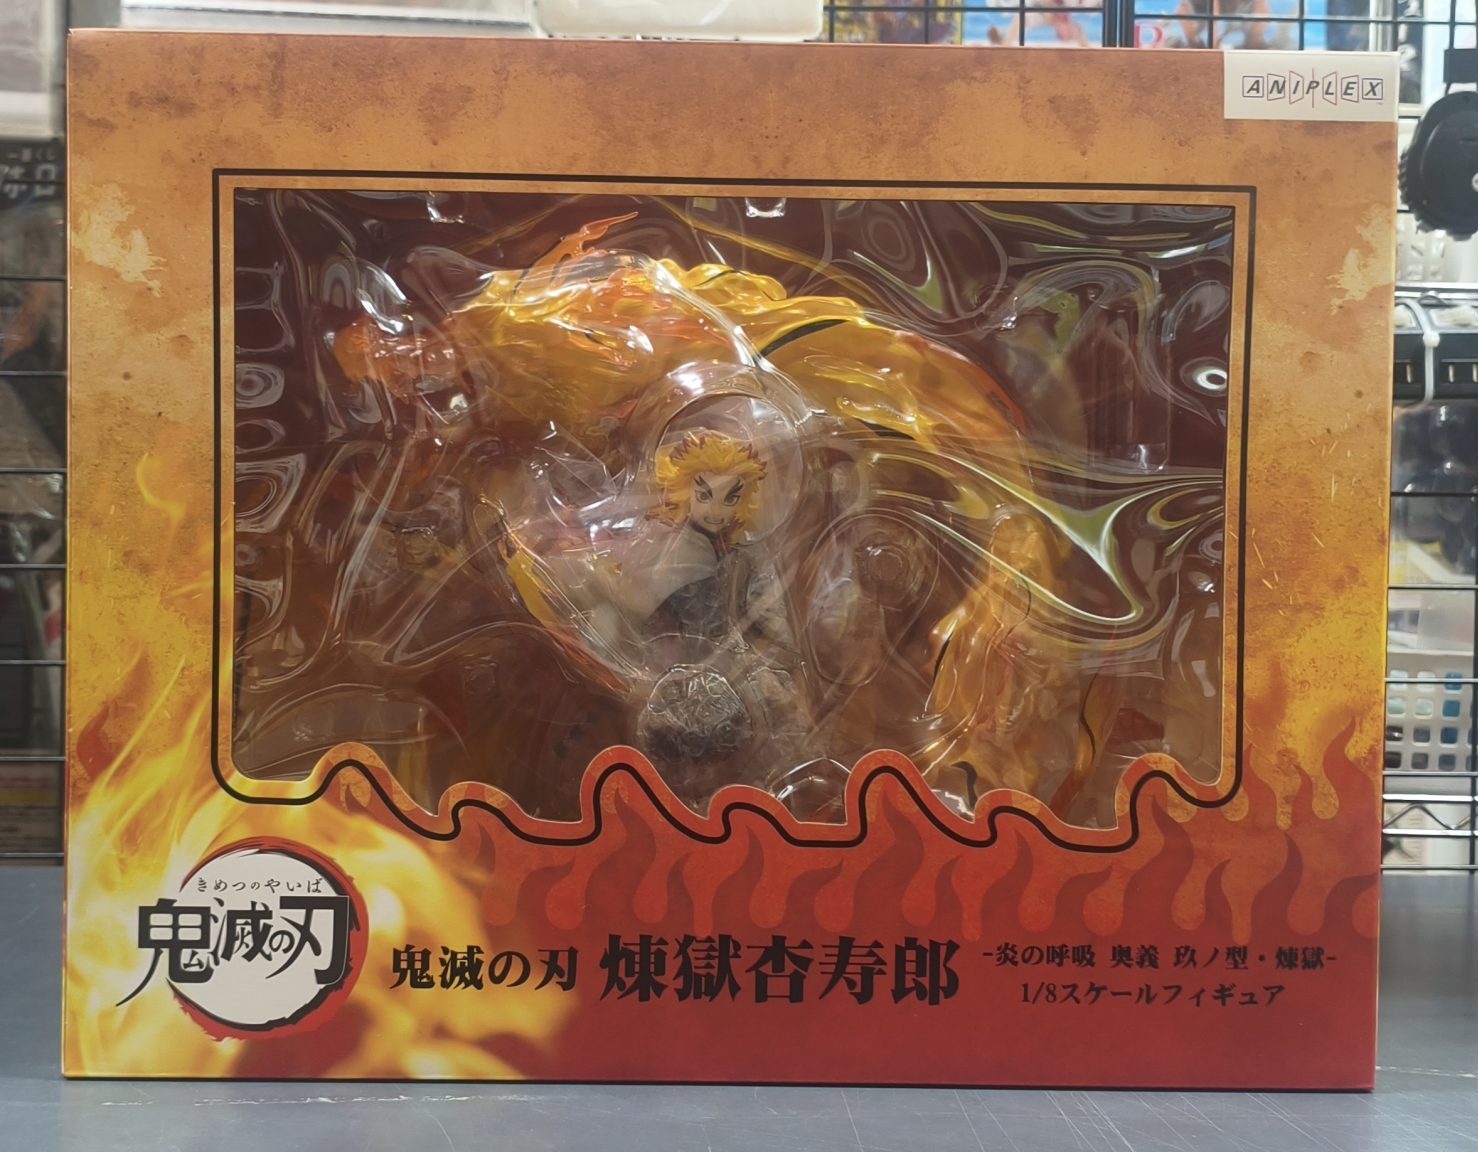 ANIPLEX
きめつのやいば
鬼滅の刃
鬼滅の刃 煉獄杏寿郎 -炎の呼吸 奥義 玖ノ型・煉獄-
1/8スケールフィギュア